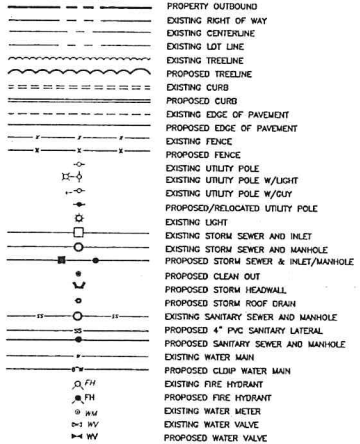 PROPERTY OUTBOUND
EXISTING RIGHT OF WAY
EXISTING CENTERLINE
EXISTING LOT LINE
EXISTING TREELINE
PROPOSED TREELINE
EXISTING CURB
PROPOSED CURB
EXISTING EDGE OF PAVEMENT
PROPOSED EDGE OF PAVEMENT
EXISTING FENCE
x x x PROPOSED FENCE
EXISTING UTILITY POLE
EXISTING UTILITY POLE W/LIGHT
EXISTING UTILITY POLE W/GUY
PROPOSED/RELOCATED UTILITY POLE
EXISTING LIGHT
EXISTING STORM SEWER AND INLET
EXISTING STORM SEWER AND MANHOLE
PROPOSED STORM SEWER & INLET/MANHOLE
PROPOSED CLEAN OUT
PROPOSED STORM HEADWALL
PROPOSED STORM ROOF DRAIN
SS SS EXISTING SANITARY SEWER AND MANHOLE
SS PROPOSED 4" PVC SANITARY LATERAL
PROPOSED SANITARY SEWER AND MANHOLE
EXISTING WATER MAIN
PROPOSED CLDIP WATER MAIN
FH EXISTING FIRE HYDRANT
FH PROPOSED FIRE HYDRANT
WM EXISTING WATER METER
WV EXISTING WATER VALVE
WV PROPOSED WATER VALVE